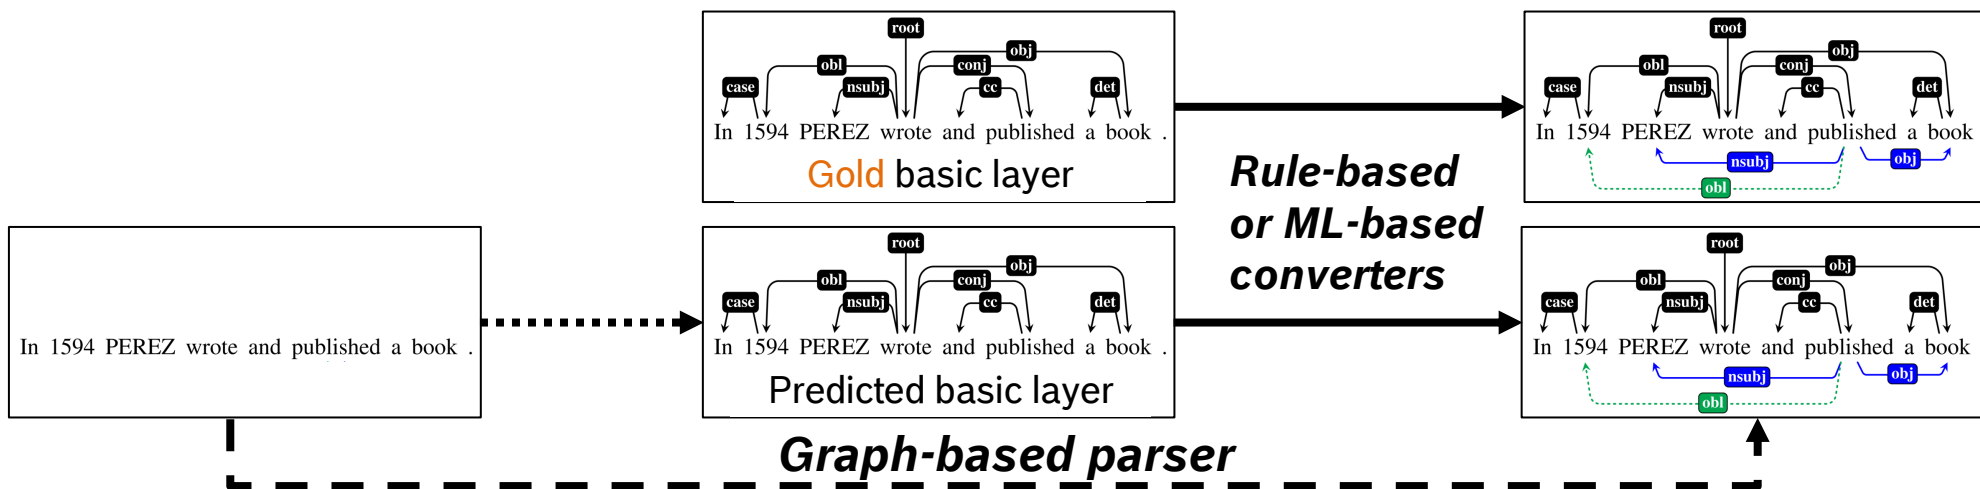 root
obj
obl
conj
case
nsubj
cc
det
In 1594 PEREZ wrote and published a book .
Gold basic layer
root
obj
obl
conj
case
nsubj
cc
det
In 1594 PEREZ wrote and published a book
nsubj
obj
obl
Rule-based
or ML-based
converters
In 1594 PEREZ wrote and published a book .
root
obj
obl
conj
case
nsubj
cc
det
In 1594 PEREZ wrote and published a book .
Predicted basic layer
root
obj
obl
conj
case
nsubj
cc
det
In 1594 PEREZ wrote and published a book
nsubj
obj
obl
Graph-based parser